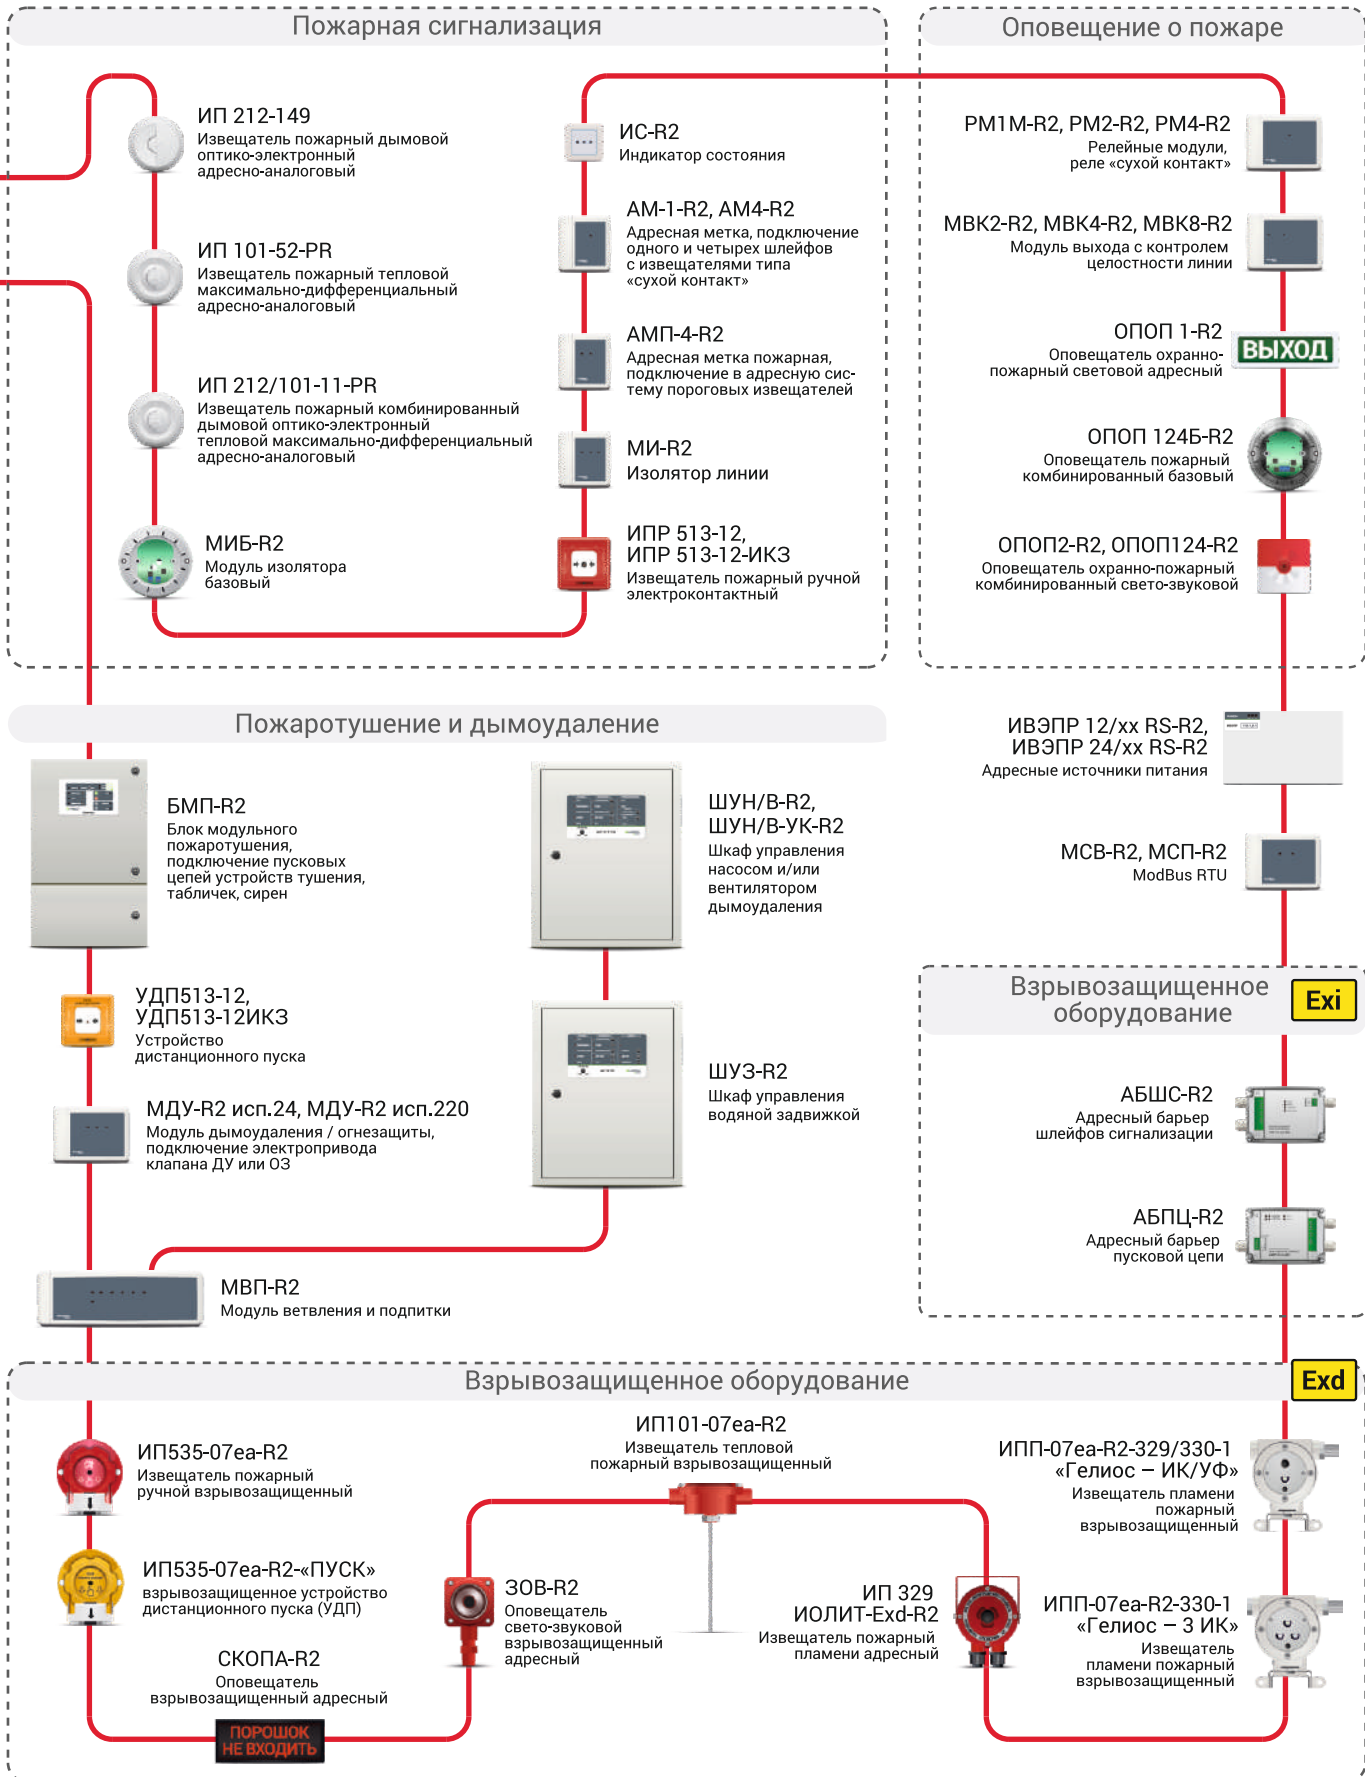 Пожарная сигнализация
ИП 212-149
Извещатель пожарный дымовой
оптико-электронный
адресно-аналоговый
ИП 101-52-PR
Извещатель пожарный тепловой
максимально-дифференциальный
адресно-аналоговый
ИП 212/101-11-PR
Извещатель пожарный комбинированный
дымовой оптико-электронный
тепловой максимально-дифференциальный
адресно-аналоговый
МИБ-R2
Модуль изолятора
базовый
ИС-R2
Индикатор состояния
АМ-1-R2, АМ4-R2
Адресная метка, подключение
одного и четырех шлейфов
с извещателями типа
«сухой контакт»
АМП-4-R2
Адресная метка пожарная,
подключение в адресную сис-
тему пороговых извещателей
МИ-R2
Изолятор линии
ИПР 513-12,
ИПР 513-12-ИКЗ
Извещатель пожарный ручной
электроконтактный
Оповещение о пожаре
РМ1М-R2, РМ2-R2, РМ4-R2
Релейные модули,
реле «сухой контакт»
МВК2-R2, МВК4-R2, МВК8-R2
Модуль выхода с контролем
целостности линии
ОПОП 1-R2
Оповещатель охранно-
пожарный световой адресный
ВЫХОД
ОПОП 124Б-R2
Оповещатель пожарный
комбинированный базовый
ОПОП2-R2, ОПОП124-R2
Оповещатель охранно-пожарный
комбинированный свето-звуковой
ИВЭПР 12/xx RS-R2,
ИВЭПР 24/xx RS-R2
Адресные источники питания
МСВ-R2, МСП-R2
ModBus RTU
Пожаротушение и дымоудаление
БМП-R2
Блок модульного
пожаротушения,
подключение пусковых
цепей устройств тушения,
табличек, сирен
УДП513-12,
УДП513-12ИКЗ
Устройство
дистанционного пуска
МДУ-R2 исп.24, МДУ-R2 исп.220
Модуль дымоудаления / огнезащиты,
подключение электропривода
клапана ДУ или ОЗ
МВП-R2
Модуль ветвления и подпитки
ШУН/В-R2,
ШУН/В-УК-R2
Шкаф управления
насосом и/или
вентилятором
дымоудаления
ШУЗ-R2
Шкаф управления
водяной задвижкой
Взрывозащищенное
оборудование
Exi
АБШС-R2
Адресный барьер
шлейфов сигнализации
АБПЦ-R2
Адресный барьер
пусковой цепи
Взрывозащищенное оборудование
Exd
ИП535-07еа-R2
Извещатель пожарный
ручной взрывозащищенный
ИП535-07еа-R2-«ПУСК»
взрывозащищенное устройство
дистанционного пуска (УДП)
СКОПА-R2
Оповещатель
взрывозащищенный адресный
ПОРОШОК
НЕ ВХОДИТЬ
ЗОВ-R2
Оповещатель
свето-звуковой
взрывозащищенный
адресный
ИП101-07еа-R2
Извещатель тепловой
пожарный взрывозащищенный
ИП 329
ИОЛИТ-Exd-R2
Извещатель пожарный
пламени адресный
ИПП-07еа-R2-329/330-1
«Гелиос – ИК/УФ»
Извещатель пламени
пожарный
взрывозащищенный
ИПП-07еа-R2-330-1
«Гелиос – 3 ИК»
Извещатель
пламени пожарный
взрывозащищенный